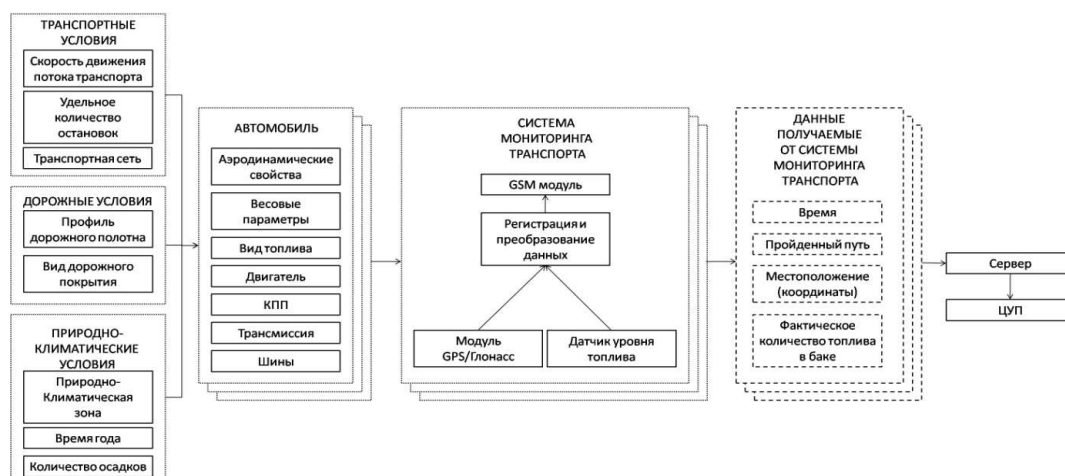 ТРАНСПОРТНЫЕ
УСЛОВИЯ
Скорость движения
потока транспорта
Удельное
количество
остановок
Транспортная сеть
ДОРОЖНЫЕ УСЛОВИЯ
Профиль
дорожного полотна
Вид дорожного
покрытия
ПРИРОДНО-
КЛИМАТИЧЕСКИЕ
УСЛОВИЯ
Природно-
Климатическая
зона
Время года
Количество осадков
АВТОМОБИЛЬ
Аэродинамические
свойства
Весовые
параметры
Вид топлива
Двигатель
КПП
Трансмиссия
Шины
СИСТЕМА
МОНИТОРИНГА
ТРАНСПОРТА
GSM модуль
Регистрация и
преобразование
данных
Модуль
GPS/Глонасс
Датчик уровня
топлива
ДАННЫЕ
ПОЛУЧАЕМЫЕ
ОТ СИСТЕМЫ
МОНИТОРИНГА
ТРАНСПОРТА
Время
Пройденный путь
Местоположение
(координаты)
Фактическое
количество топлива
в баке
Сервер
ЦУП